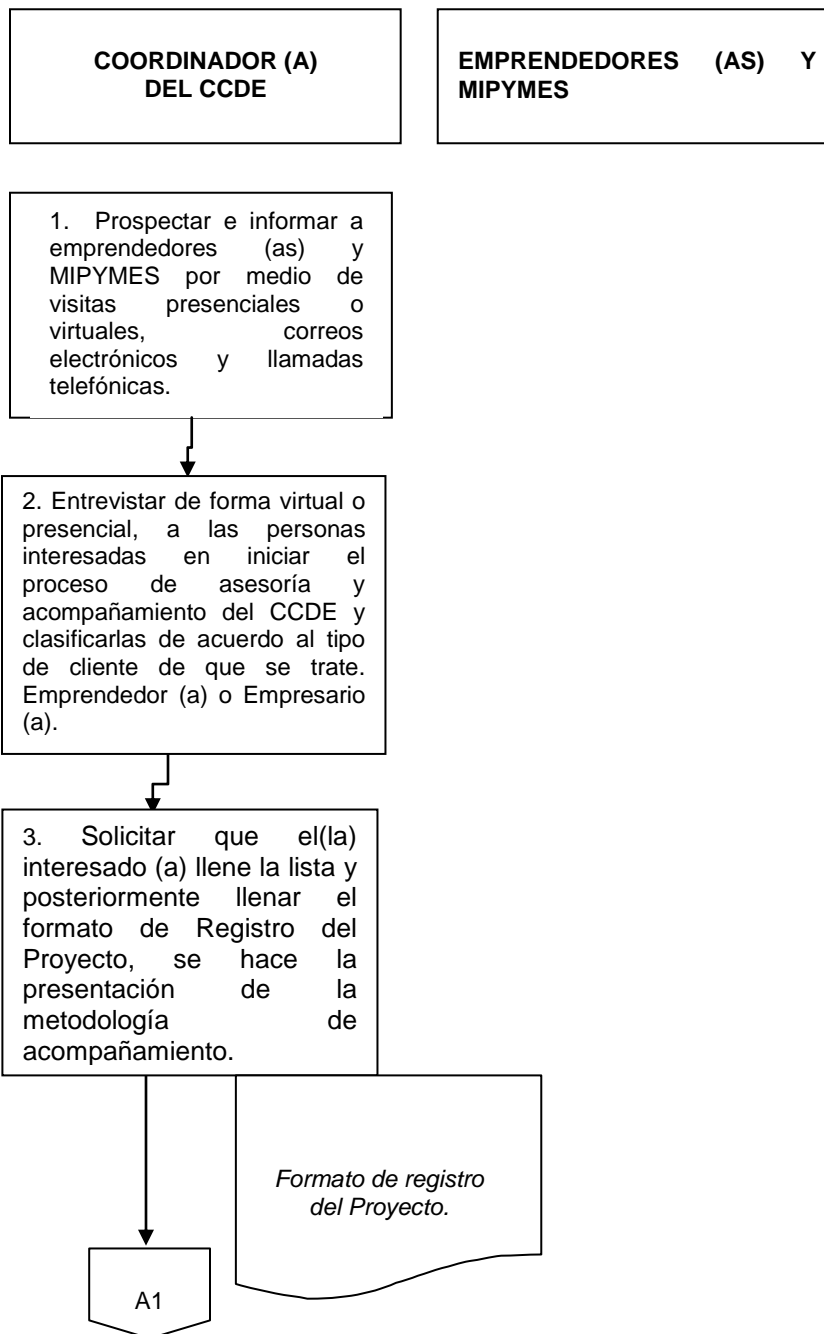 COORDINADOR (A)
DEL CCDE
EMPRENDEDORES (AS) Y
MIPYMES
1. Prospectar e informar a
emprendedores (as) y
MIPYMES por medio de
visitas presenciales o
virtuales, correos
electrónicos y llamadas
telefónicas.
2. Entrevistar de forma virtual o
presencial, a las personas
interesadas en iniciar el
proceso de asesoría y
acompañamiento del CCDE y
clasificarlas de acuerdo al tipo
de cliente de que se trate.
Emprendedor (a) o Empresario
(a).
3. Solicitar que el(la)
interesado (a) llene la lista y
posteriormente llenar el
formato de Registro del
Proyecto, se hace la
presentación de la
metodología de
acompañamiento.
Formato de registro
del Proyecto.
A1